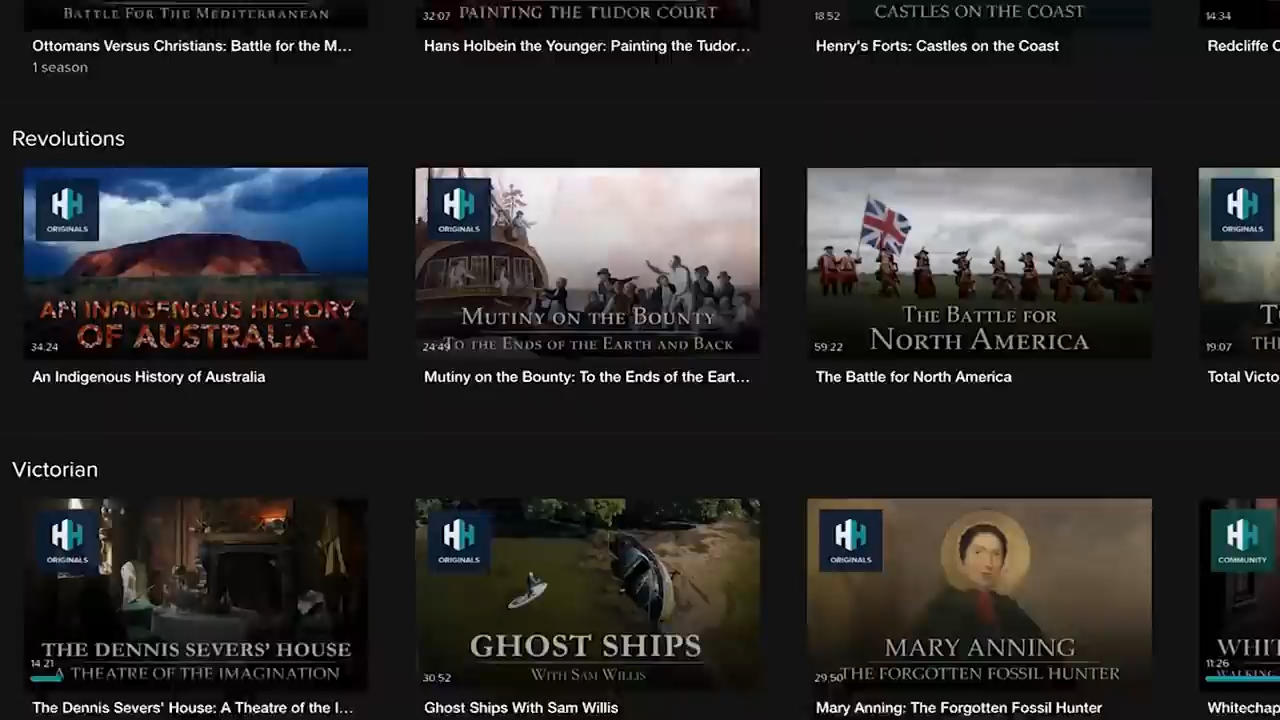 BATTLE FOR THE MEDITERRANEAN
32:07 PAINTING THE TUDOR COURT
18:52 CASTLES ON THE COAST
14:34
Ottomans Versus Christians: Battle for the M...
Hans Holbein the Younger: Painting the Tudor...
Henry's Forts: Castles on the Coast
Redcliffe C
1 season
Revolutions
H ORIGINALS
AN INDIGENOUS HISTORY
OF AUSTRALIA
34:24
H ORIGINALS
MUTINY ON THE BOUNTY
TO THE ENDS OF THE EARTH AND BACK
24:49
THE BATTLE FOR
NORTH AMERICA
59:22
H ORIGINALS
TO
THE
19:07
An Indigenous History of Australia
Mutiny on the Bounty: To the Ends of the Eart...
The Battle for North America
Total Victo
Victorian
H ORIGINALS
THE DENNIS SEVERS' HOUSE
A THEATRE OF THE IMAGINATION
14:21
H ORIGINALS
GHOST SHIPS
WITH SAM WILLIS
30:52
H ORIGINALS
MARY ANNING
THE FORGOTTEN FOSSIL HUNTER
29:50
H COMMUNITY
WHIT
WALKING
11:26
The Dennis Severs' House: A Theatre of the I...
Ghost Ships With Sam Willis
Mary Anning: The Forgotten Fossil Hunter
Whitechap